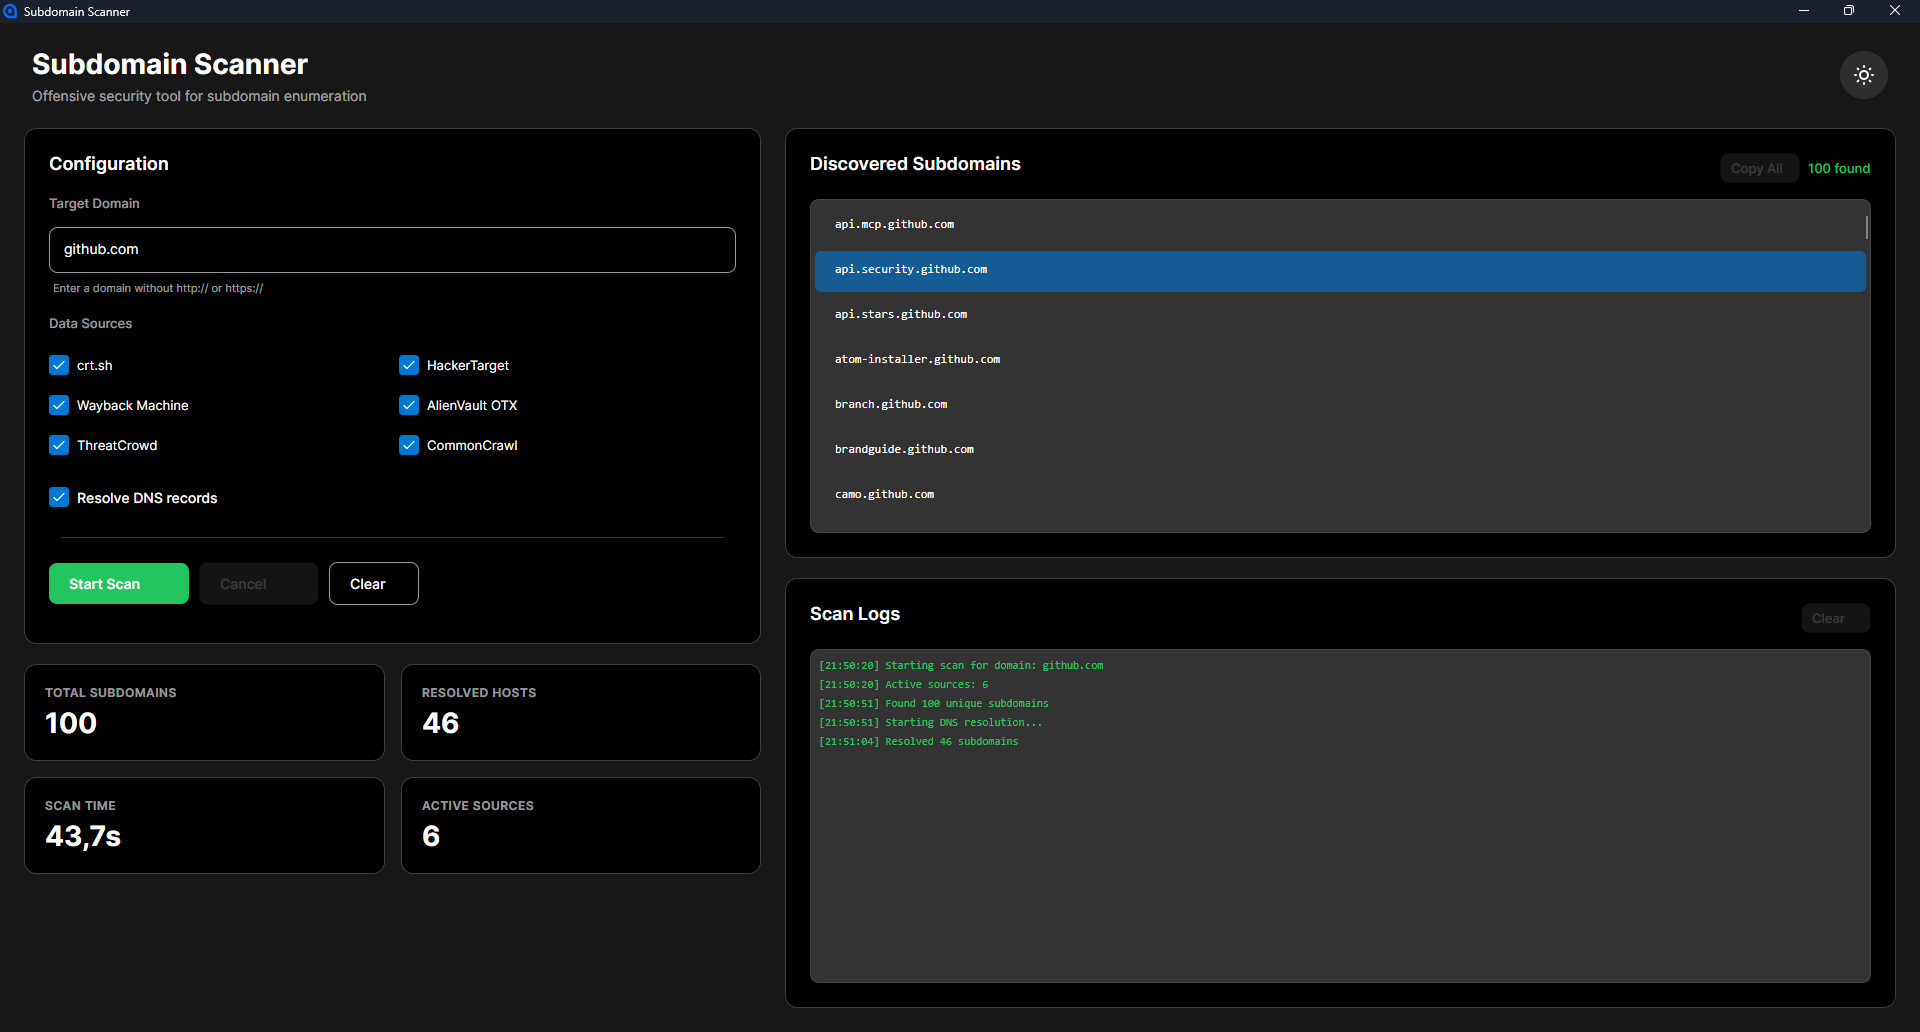 Subdomain Scanner
Subdomain Scanner
Offensive security tool for subdomain enumeration
Configuration
Target Domain
github.com
Enter a domain without http:// or https://
Data Sources
crt.sh
HackerTarget
Wayback Machine
AlienVault OTX
ThreatCrowd
CommonCrawl
Resolve DNS records
Start Scan
Cancel
Clear
TOTAL SUBDOMAINS
100
RESOLVED HOSTS
46
SCAN TIME
43,7s
ACTIVE SOURCES
6
Discovered Subdomains
Copy All
100 found
api.mcp.github.com
api.security.github.com
api.stars.github.com
atom-installer.github.com
branch.github.com
brandguide.github.com
camo.github.com
Scan Logs
Clear
[21:50:20] Starting scan for domain: github.com
[21:50:20] Active sources: 6
[21:50:51] Found 100 unique subdomains
[21:50:51] Starting DNS resolution...
[21:51:04] Resolved 46 subdomains